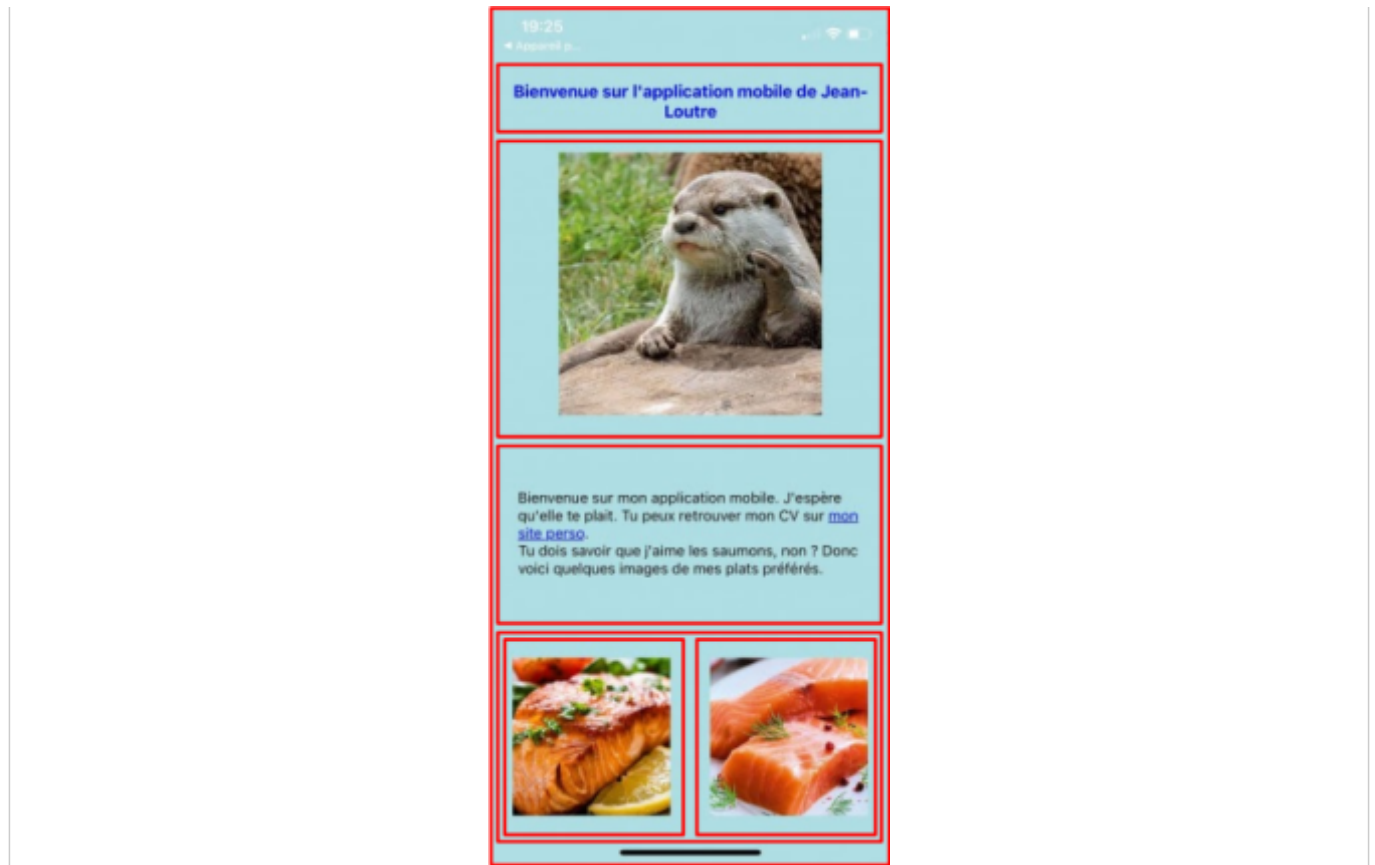 19:25
◀ Appareil p...
Bienvenue sur l'application mobile de Jean-
Loutre
Bienvenue sur mon application mobile. J'espère
qu'elle te plait. Tu peux retrouver mon CV sur mon
site perso.
Tu dois savoir que j'aime les saumons, non ? Donc
voici quelques images de mes plats préférés.